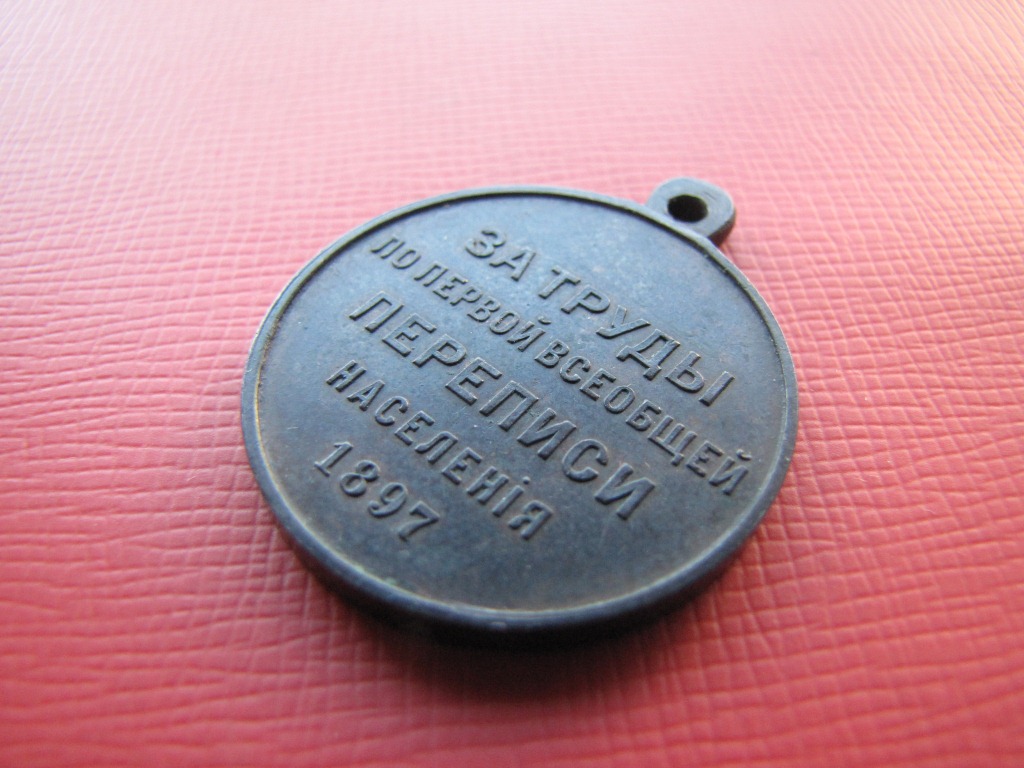 ЗА ТРУДЫ
ПО ПЕРВОЙ ВСЕОБЩЕЙ
ПЕРЕПИСИ
НАСЕЛЕНІЯ
1897